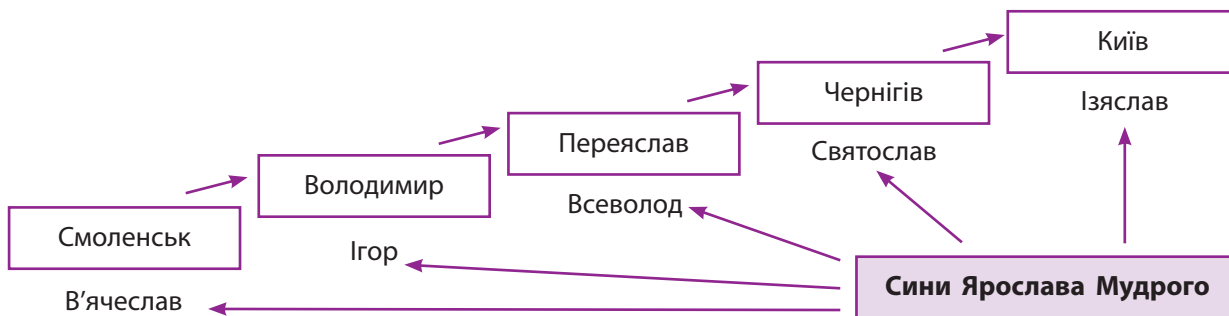 Київ
Ізяслав
Чернігів
Святослав
Переяслав
Всеволод
Володимир
Ігор
Смоленськ
В’ячеслав
Сини Ярослава Мудрого